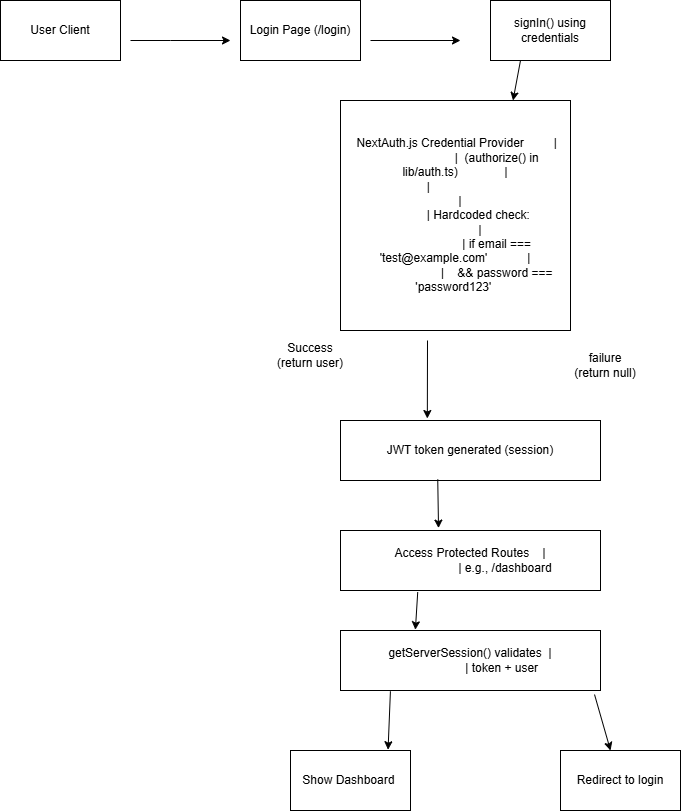 User Client
Login Page (/login)
signIn() using
credentials
NextAuth.js Credential Provider |
| (authorize() in
lib/auth.ts) |
|
|
| Hardcoded check:
|
| if email ===
'test@example.com' |
| && password ===
'password123'
Success
(return user)
failure
(return null)
JWT token generated (session)
Access Protected Routes |
| e.g., /dashboard
getServerSession() validates |
| token + user
Show Dashboard
Redirect to login